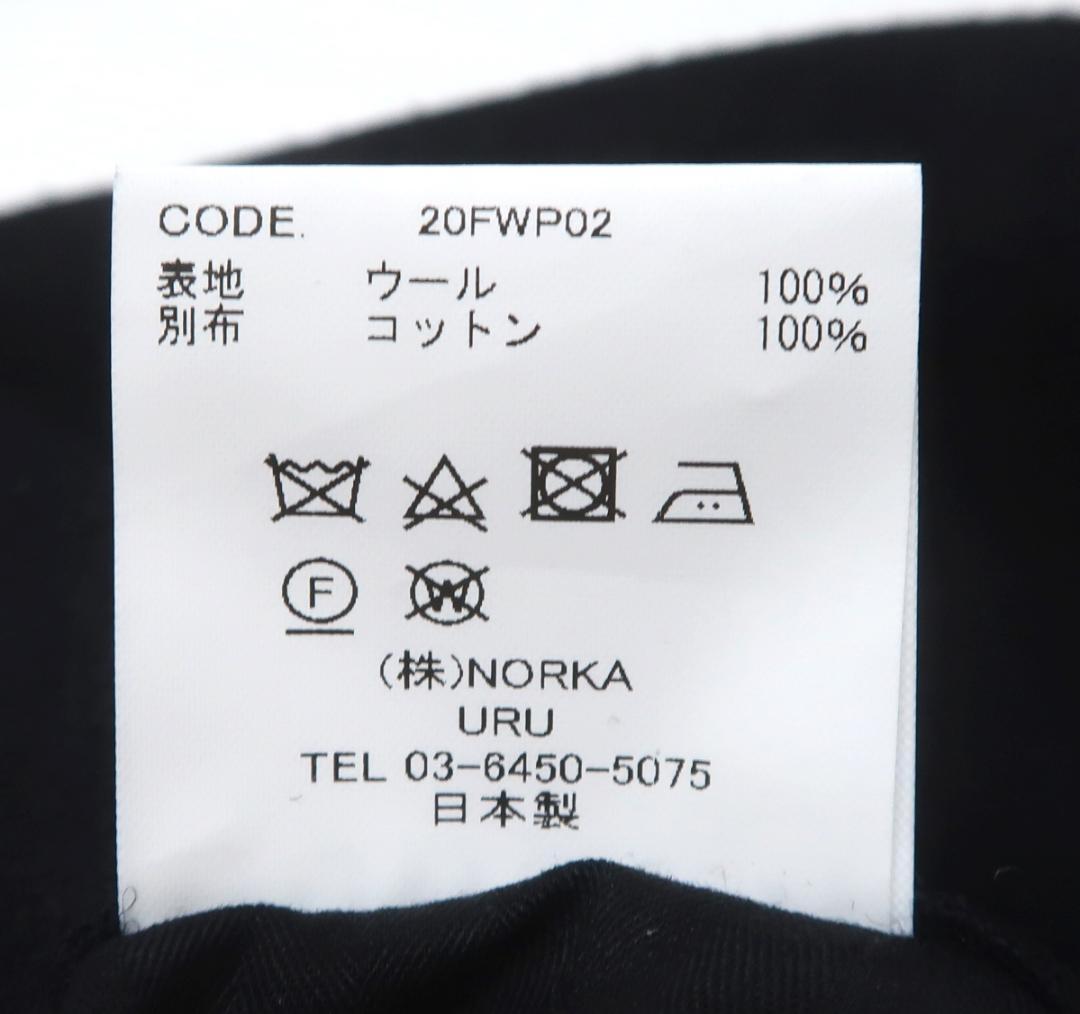 CODE. 20FWP02
表地 ウール 100%
別布 コットン 100%
F W
(株)NORKA
URU
TEL 03-6450-5075
日本製